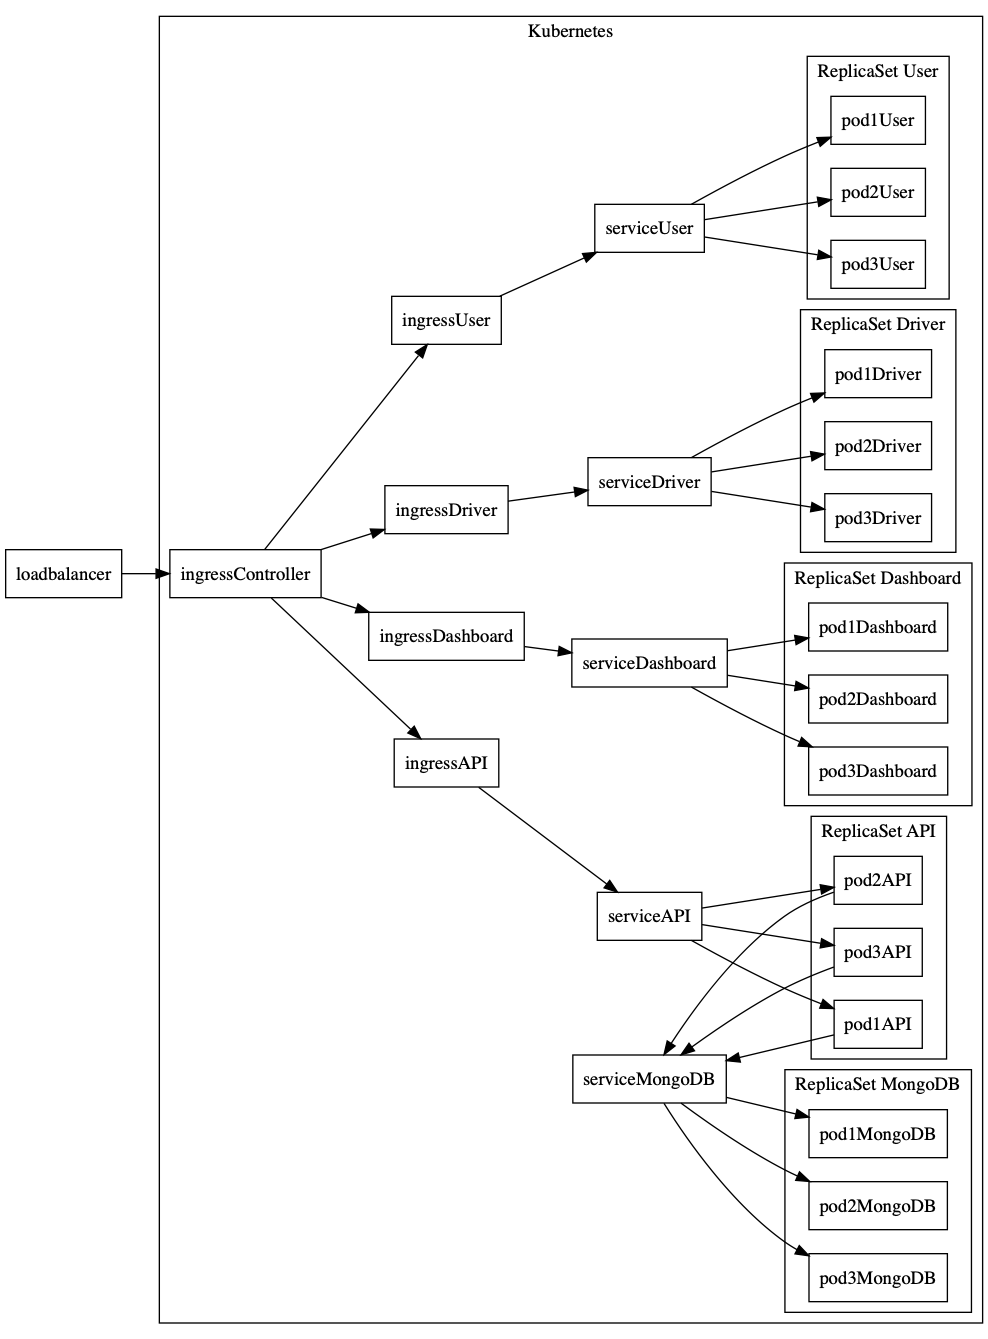 Kubernetes
ReplicaSet User
pod1User
pod2User
serviceUser
pod3User
ingressUser
ReplicaSet Driver
pod1Driver
pod2Driver
serviceDriver
ingressDriver
pod3Driver
loadbalancer
ingressController
ReplicaSet Dashboard
pod1Dashboard
ingressDashboard
serviceDashboard
pod2Dashboard
ingressAPI
pod3Dashboard
ReplicaSet API
pod2API
serviceAPI
pod3API
pod1API
serviceMongoDB
ReplicaSet MongoDB
pod1MongoDB
pod2MongoDB
pod3MongoDB